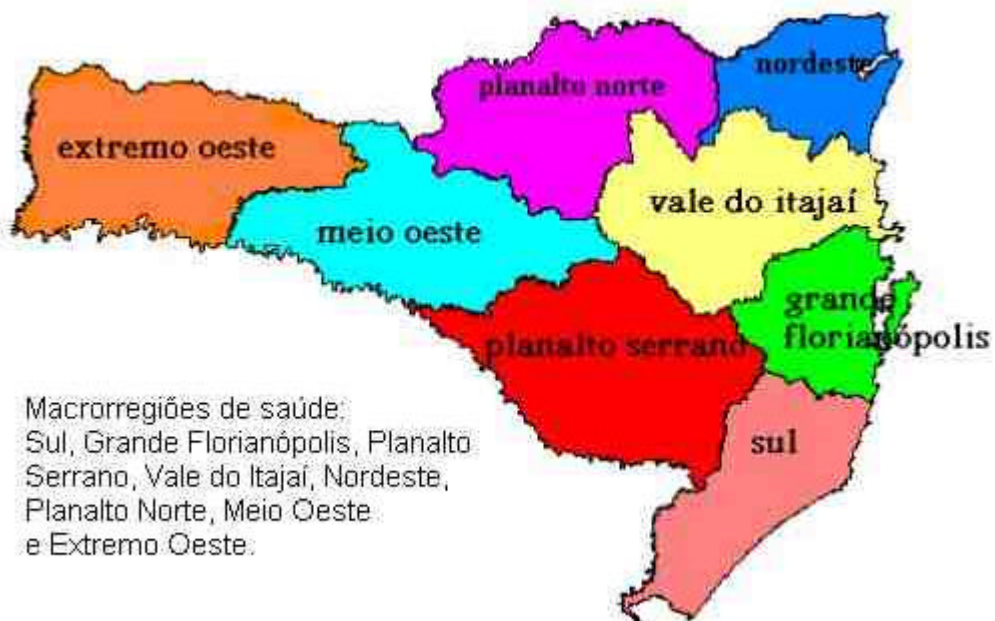 nordeste
planalto norte
extremo oeste
vale do itajaí
meio oeste
grande
florianópolis
planalto serrano
Macrorregiões de saúde:
Sul, Grande Florianópolis, Planalto
Serrano, Vale do Itajaí, Nordeste,
Planalto Norte, Meio Oeste
e Extremo Oeste.
sul